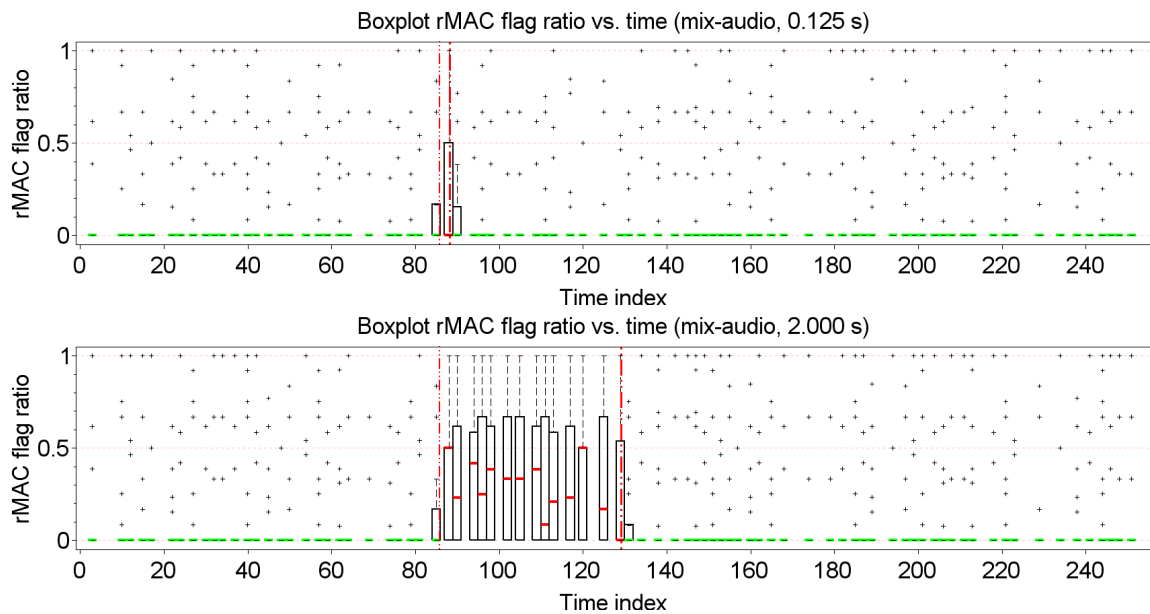 Boxplot rMAC flag ratio vs. time (mix-audio, 0.125 s)
1
0.5
0
rMAC flag ratio
0 20 40 60 80 100 120 140 160 180 200 220 240
Time index
Boxplot rMAC flag ratio vs. time (mix-audio, 2.000 s)
1
0.5
0
rMAC flag ratio
0 20 40 60 80 100 120 140 160 180 200 220 240
Time index